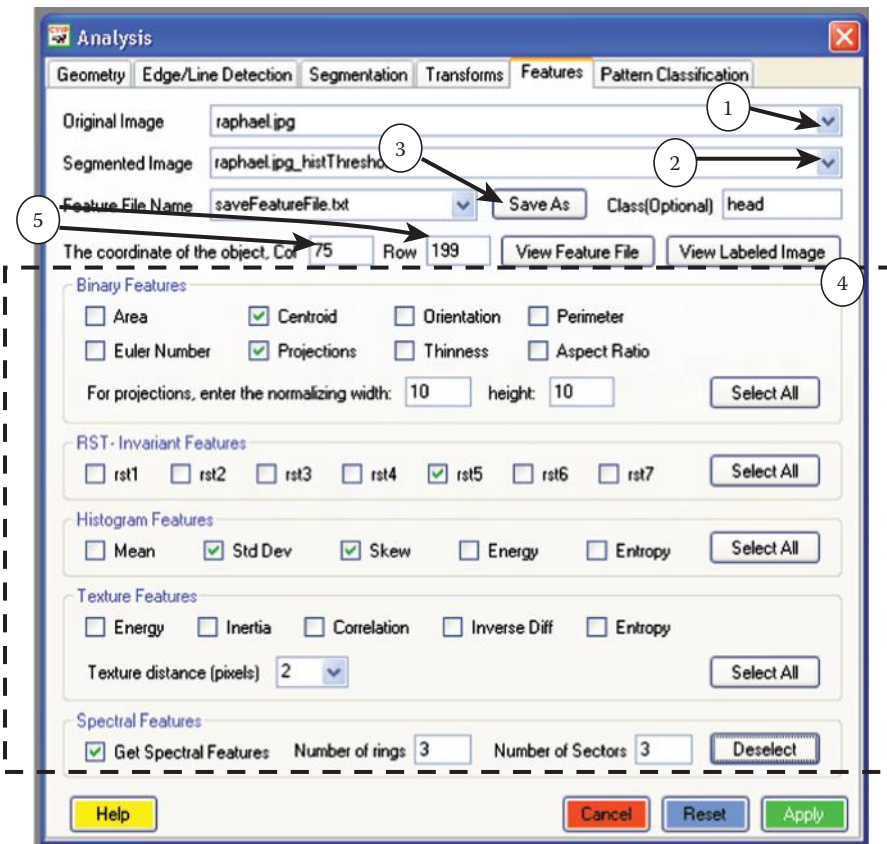 CVIP Analysis
Geometry Edge/Line Detection Segmentation Transforms Features Pattern Classification
1
Original Image raphael.jpg
3
2
Segmented Image raphael.jpg_histThresho
5
Feature File Name saveFeatureFile.txt Save As Class(Optional) head
The coordinate of the object, Col 75 Row 199 View Feature File View Labeled Image
4
Binary Features
Area Centroid Orientation Perimeter
Euler Number Projections Thinness Aspect Ratio
For projections, enter the normalizing width: 10 height: 10 Select All
RST- Invariant Features
rst1 rst2 rst3 rst4 rst5 rst6 rst7 Select All
Histogram Features
Mean Std Dev Skew Energy Entropy Select All
Texture Features
Energy Inertia Correlation Inverse Diff Entropy
Texture distance (pixels) 2 Select All
Spectral Features
Get Spectral Features Number of rings 3 Number of Sectors 3 Deselect
Help Cancel Reset Apply